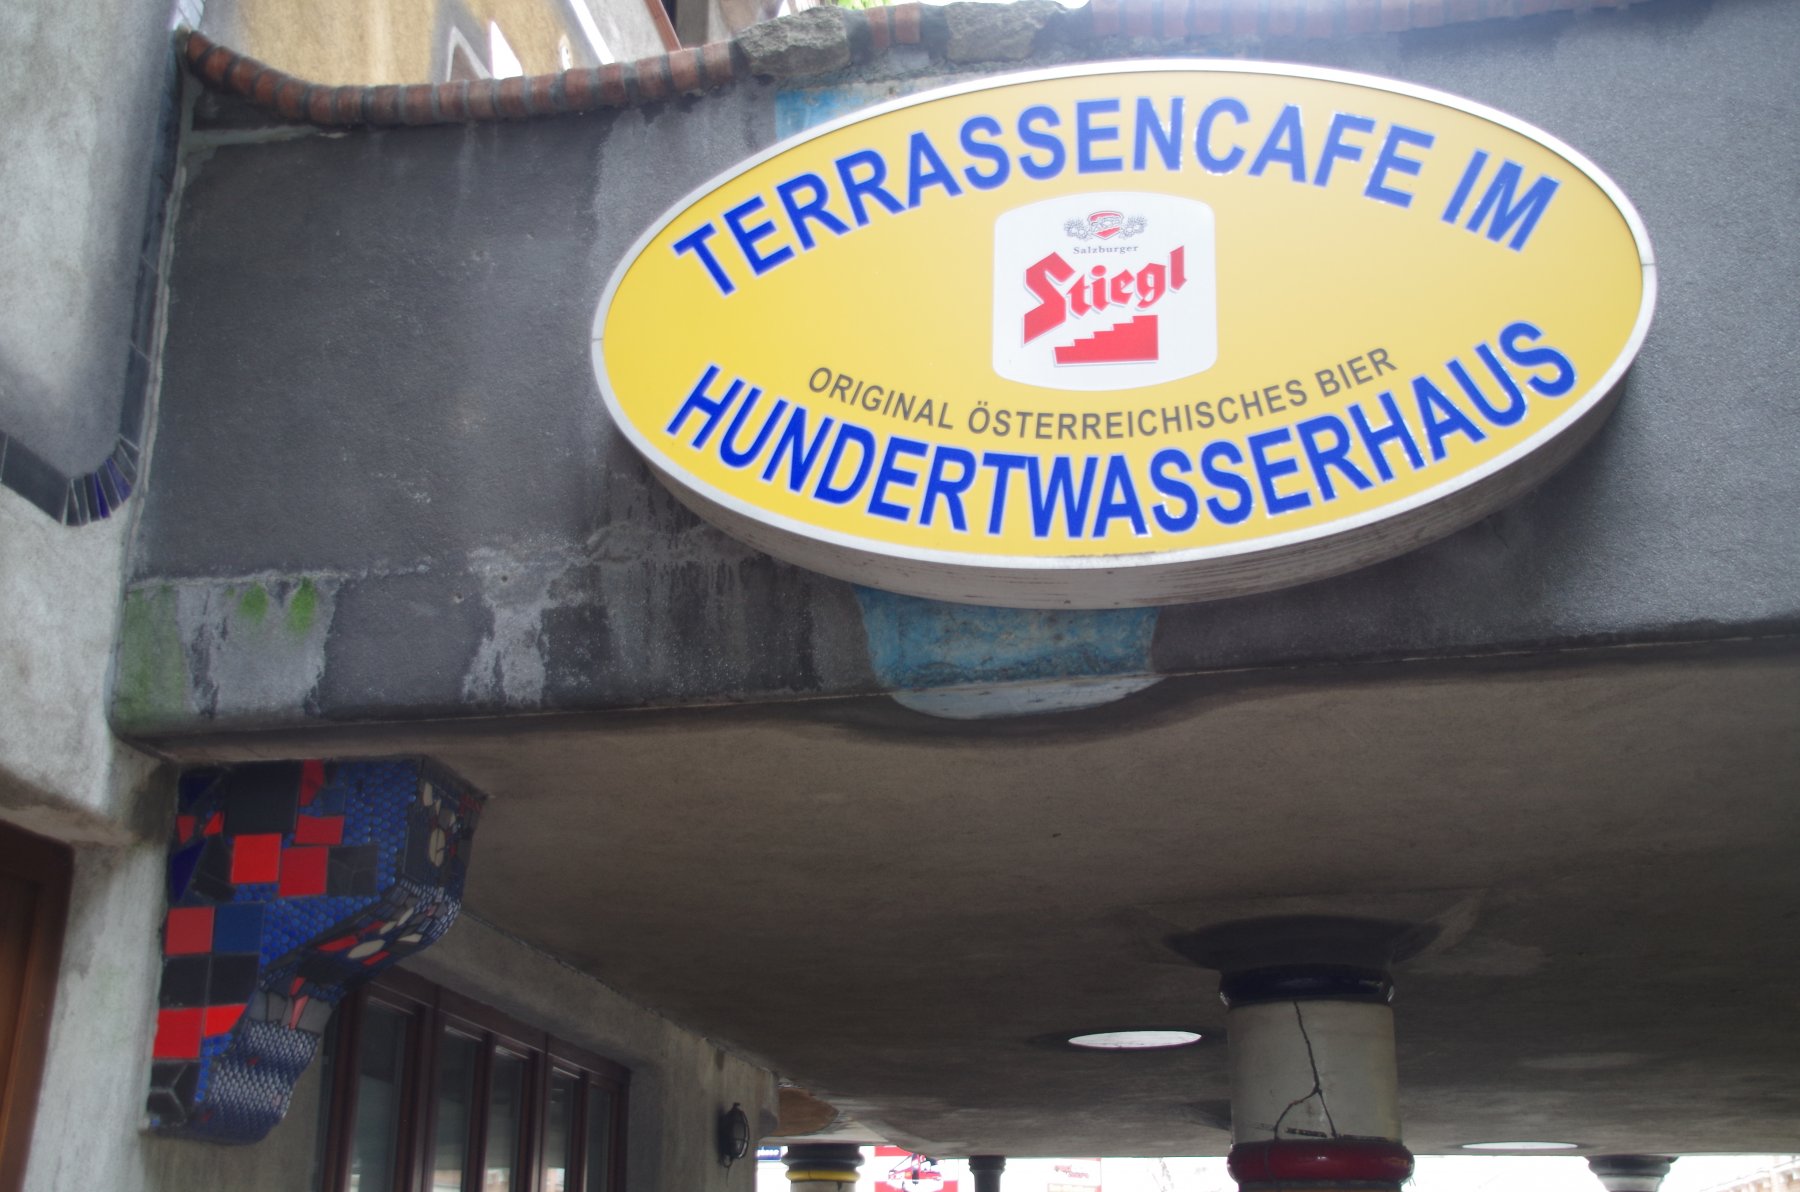 TERRASSENCAFE IM
Salzburger
Stiegl
ORIGINAL ÖSTERREICHISCHES BIER
HUNDERTWASSERHAUS